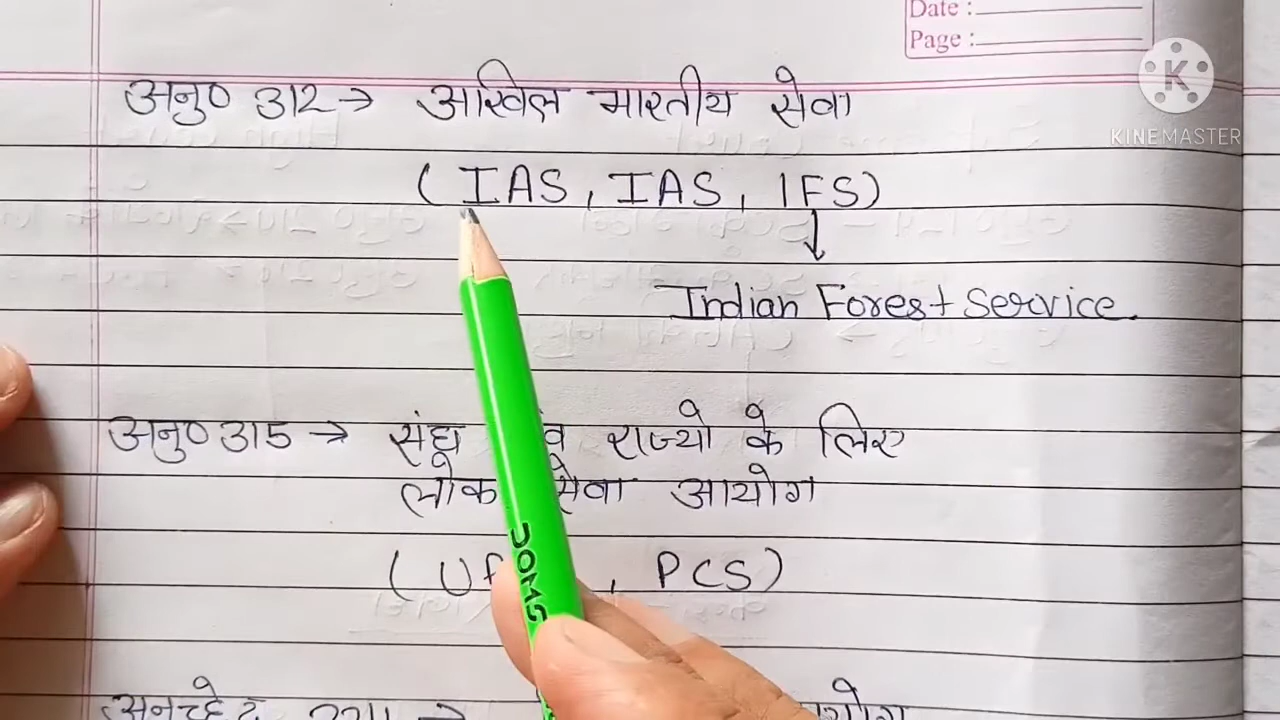 Date :
Page :
KINEMASTER
अनु० 312 → अखिल भारतीय सेवा
(IAS, IAS, IFS)
Indian Forest Service.
अनु० 315 → संघ राज्यो के लिए
लोक सेवा आयोग
( , PCS)
DOMS